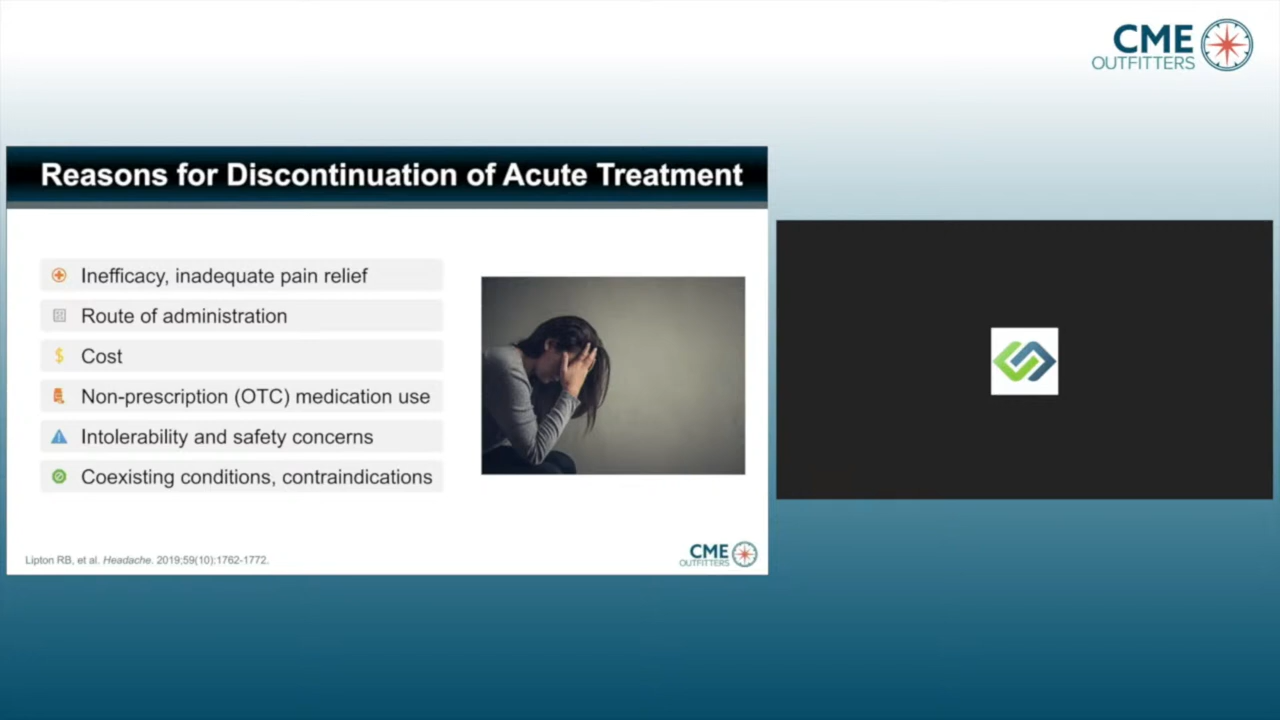 CME
OUTFITTERS
Reasons for Discontinuation of Acute Treatment
Inefficacy, inadequate pain relief
Route of administration
$ Cost
Non-prescription (OTC) medication use
Intolerability and safety concerns
Coexisting conditions, contraindications
Lipton RB, et al. Headache. 2019;59(10):1762-1772.
CME
OUTFITTERS